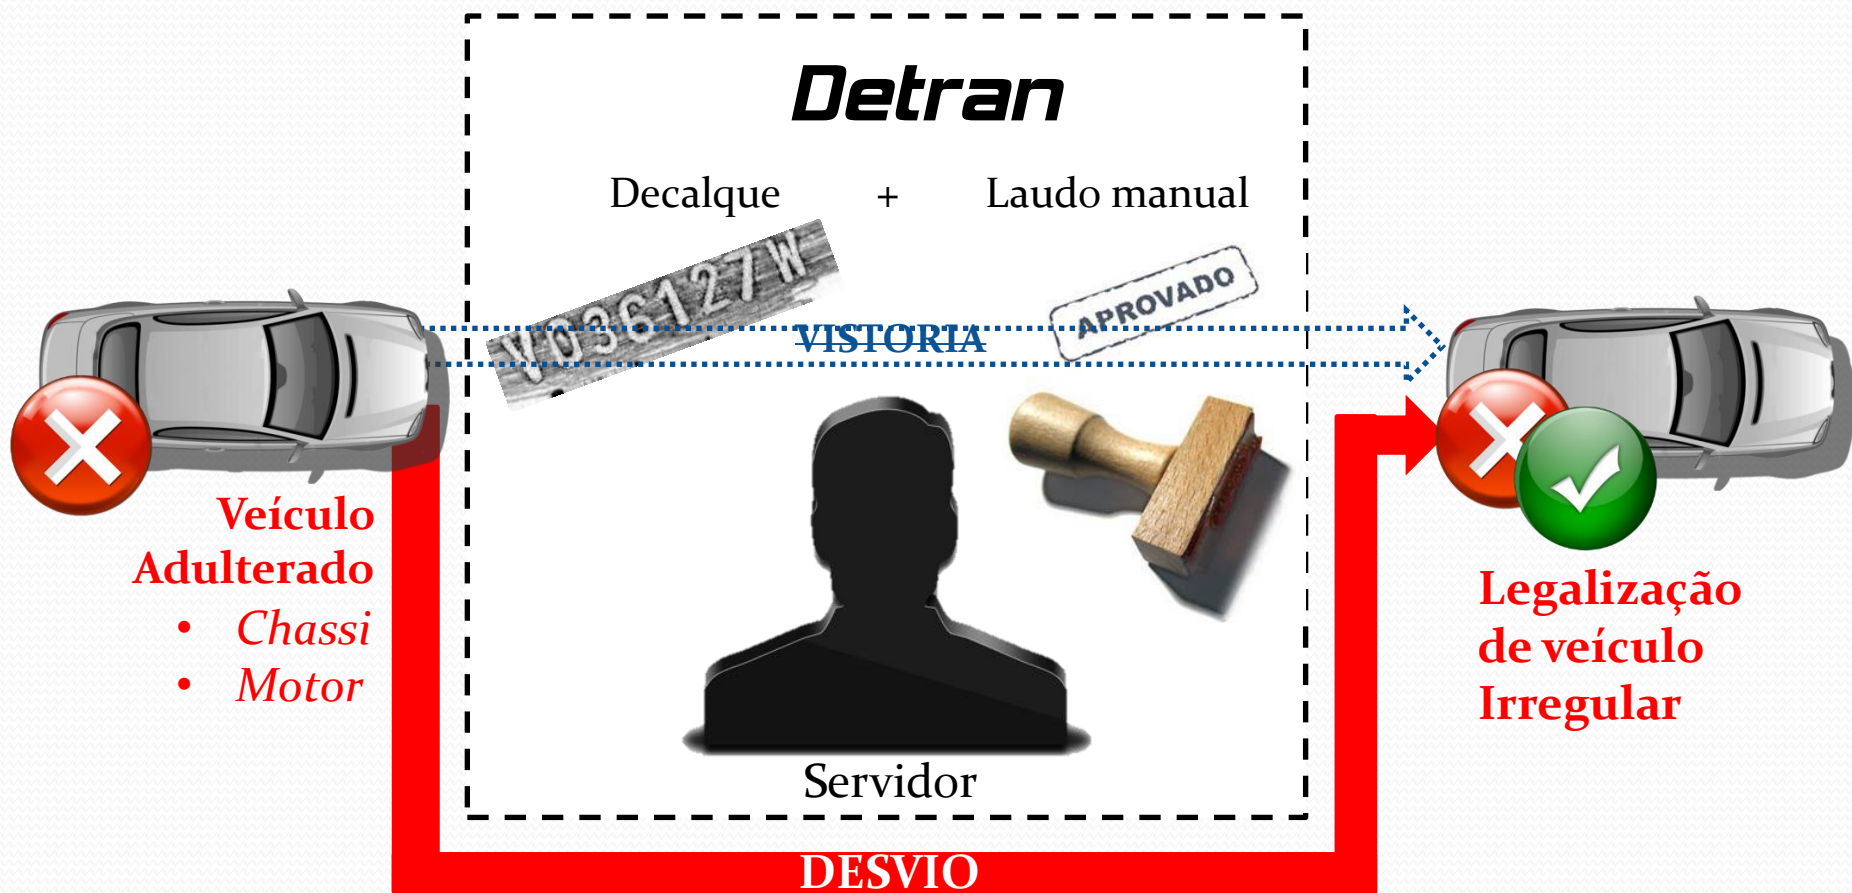 Detran
Decalque + Laudo manual
V036127W
APROVADO
VISTORIA
Veículo
Adulterado
• Chassi
• Motor
Servidor
Legalização
de veículo
Irregular
DESVIO